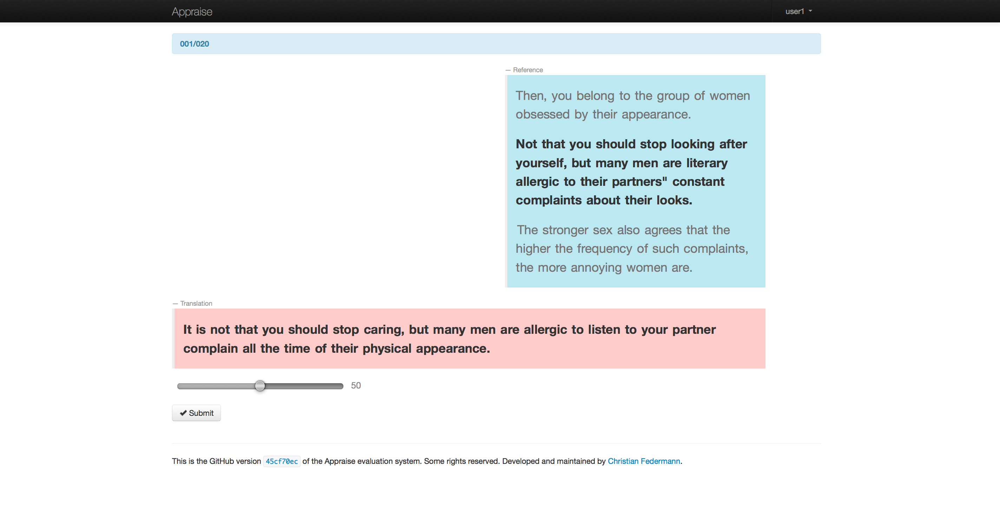 Appraise
user1
001/020
— Reference
Then, you belong to the group of women
obsessed by their appearance.
Not that you should stop looking after
yourself, but many men are literary
allergic to their partners" constant
complaints about their looks.
The stronger sex also agrees that the
higher the frequency of such complaints,
the more annoying women are.
— Translation
It is not that you should stop caring, but many men are allergic to listen to your partner
complain all the time of their physical appearance.
50
Submit
This is the GitHub version 45cf70ec of the Appraise evaluation system. Some rights reserved. Developed and maintained by Christian Federmann.